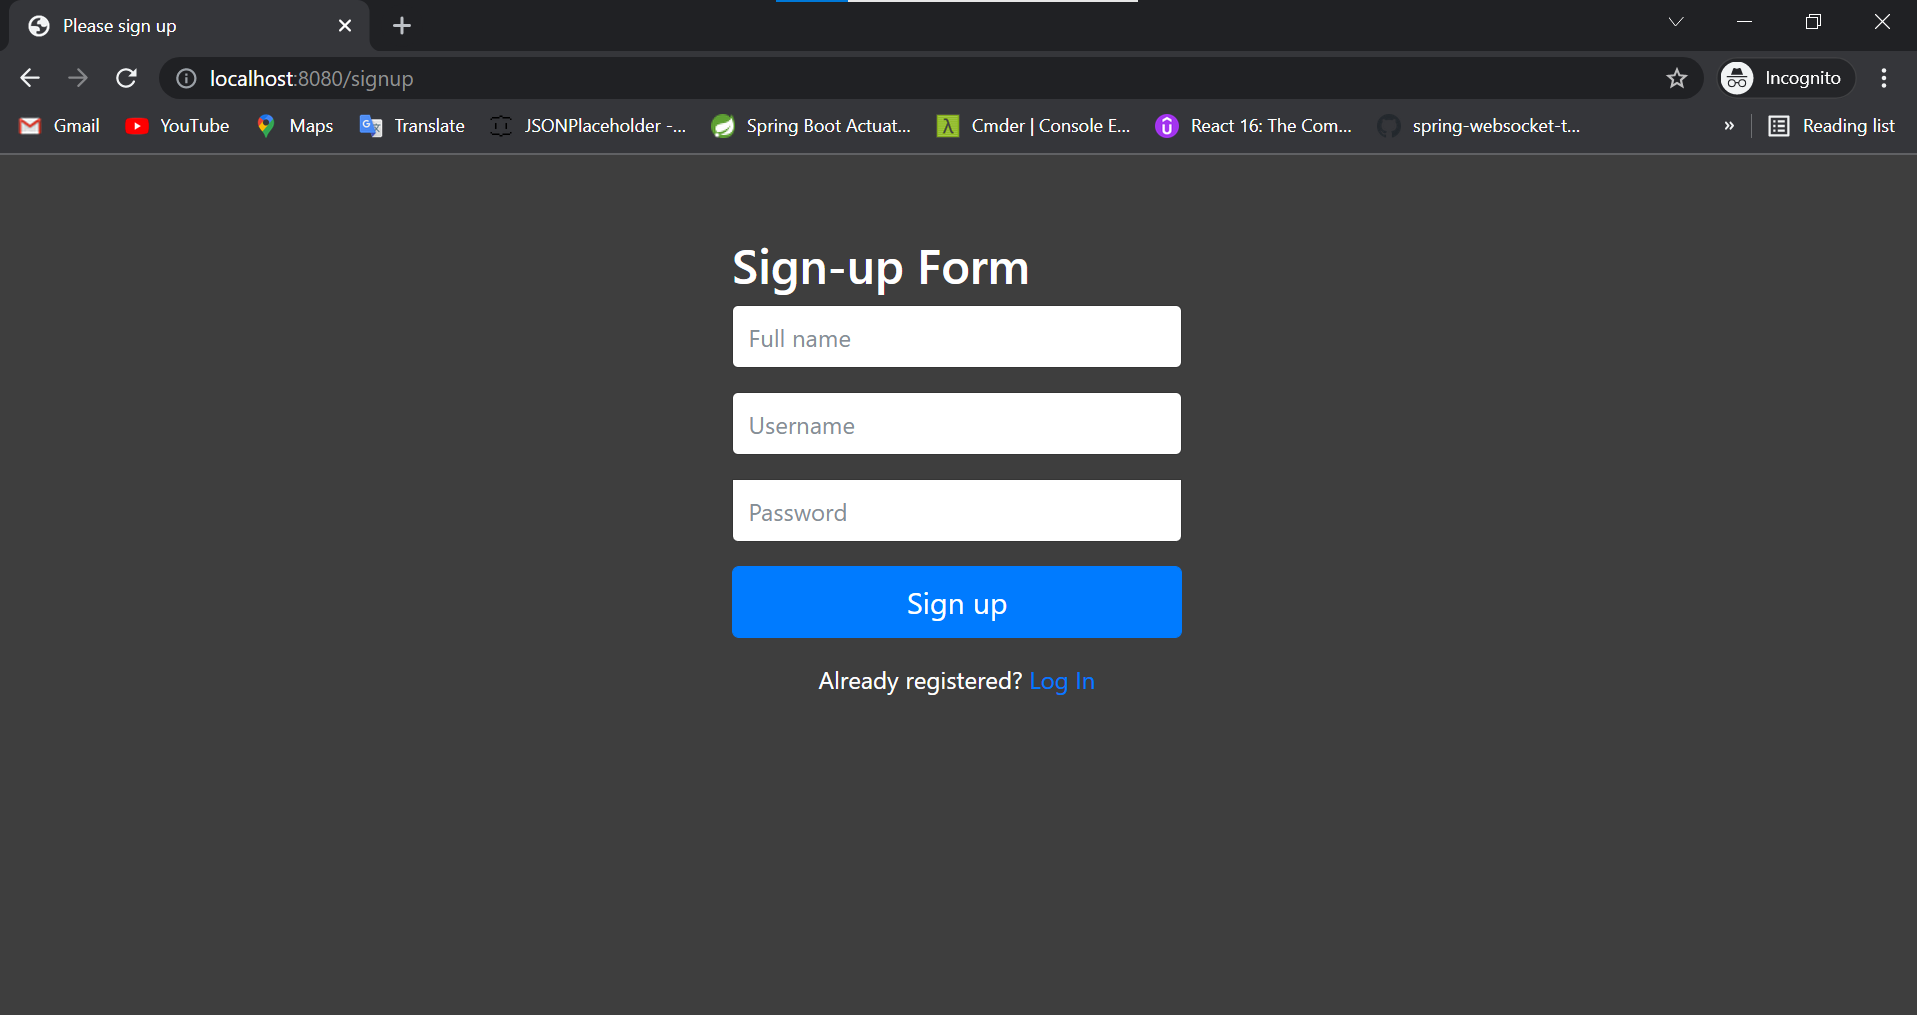 Please sign up
localhost:8080/signup
Incognito
Gmail YouTube Maps Translate JSONPlaceholder -... Spring Boot Actuat... Cmder | Console E... React 16: The Com... spring-websocket-t... » Reading list
Sign-up Form
Full name
Username
Password
Sign up
Already registered? Log In